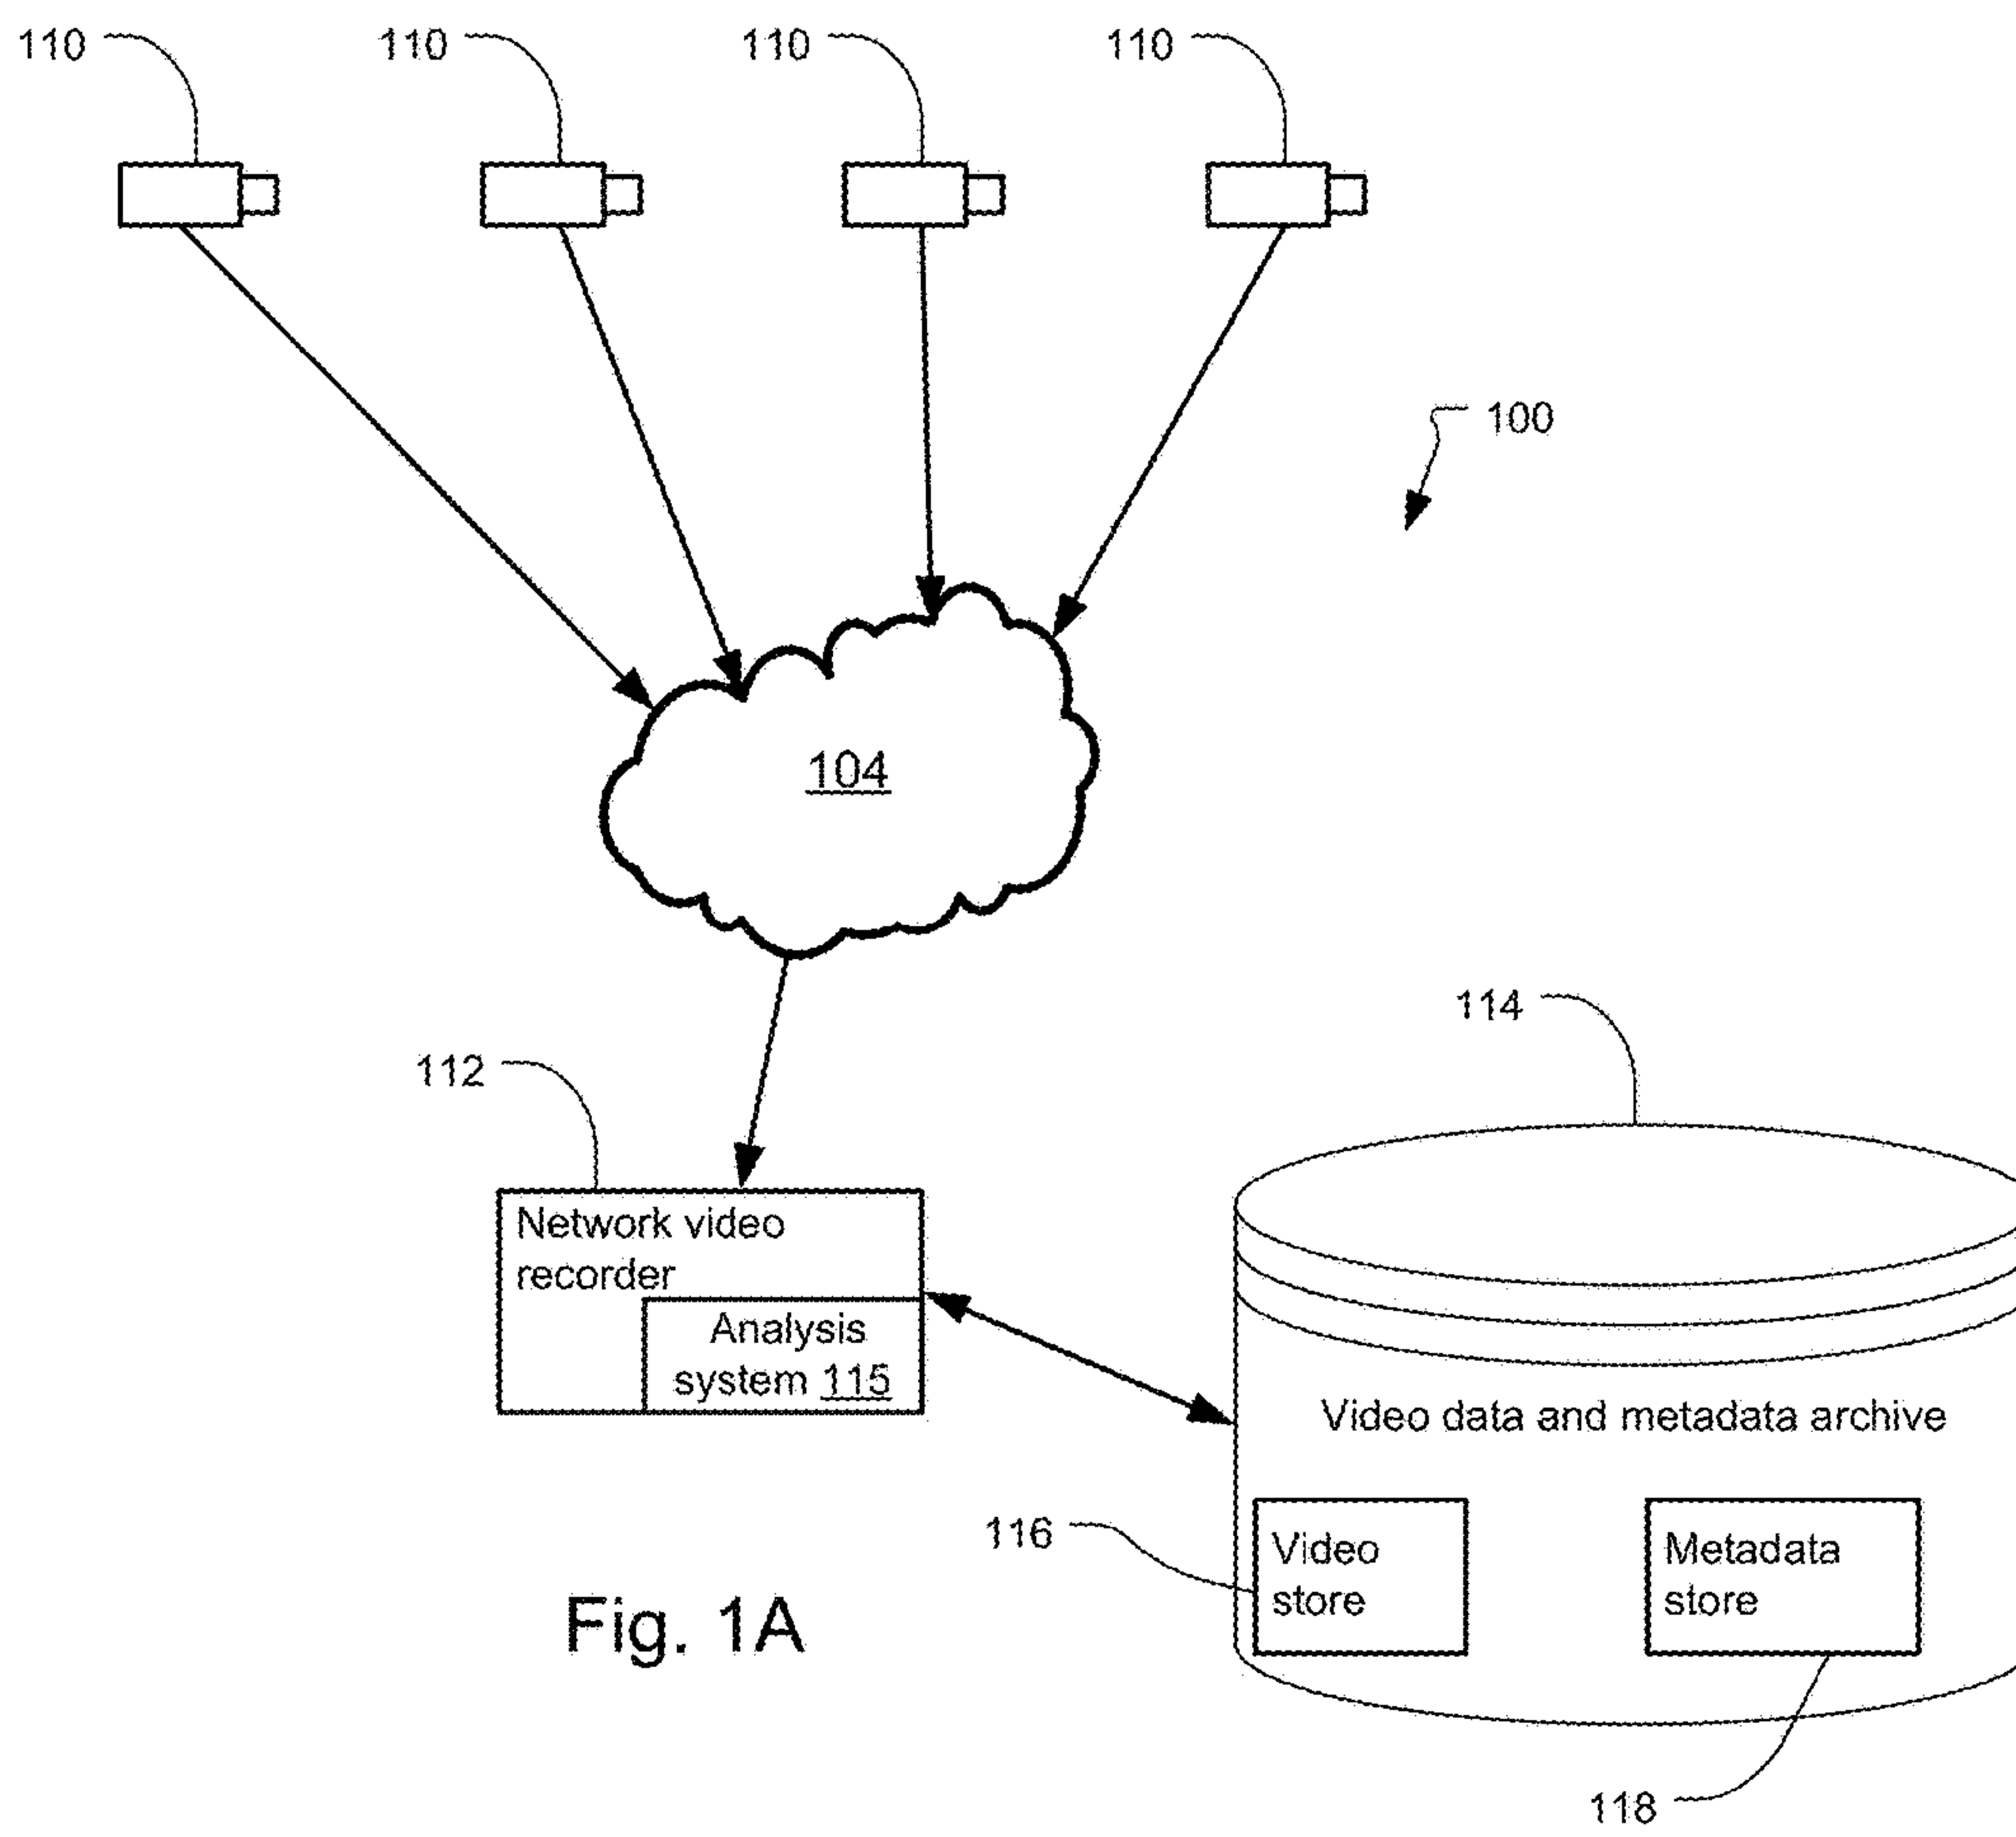 110
110
110
110
100
104
114
112
Network video
recorder
Analysis
system 115
Video data and metadata archive
116
Video
store
Metadata
store
Fig. 1A
118